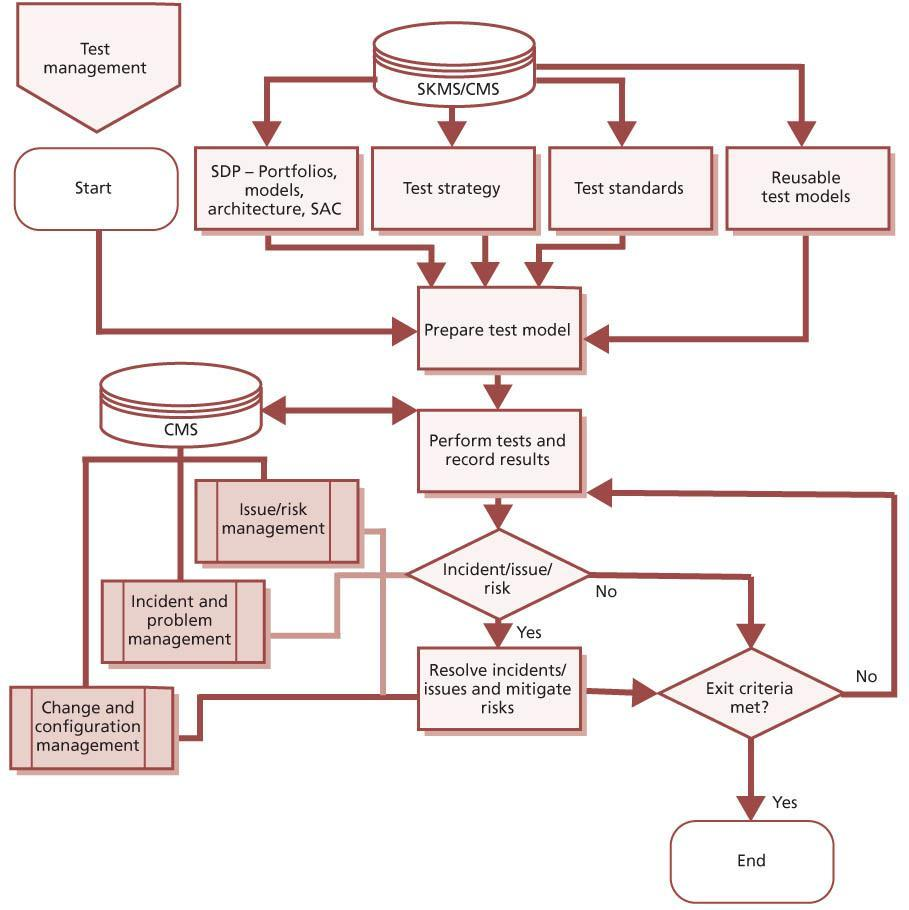 Test
management
SKMS/CMS
Start
SDP – Portfolios,
models,
architecture, SAC
Test strategy
Test standards
Reusable
test models
Prepare test model
CMS
Perform tests and
record results
Issue/risk
management
Incident/issue/
risk
No
Incident and
problem
management
Yes
Resolve incidents/
issues and mitigate
risks
Exit criteria
met?
No
Change and
configuration
management
Yes
End